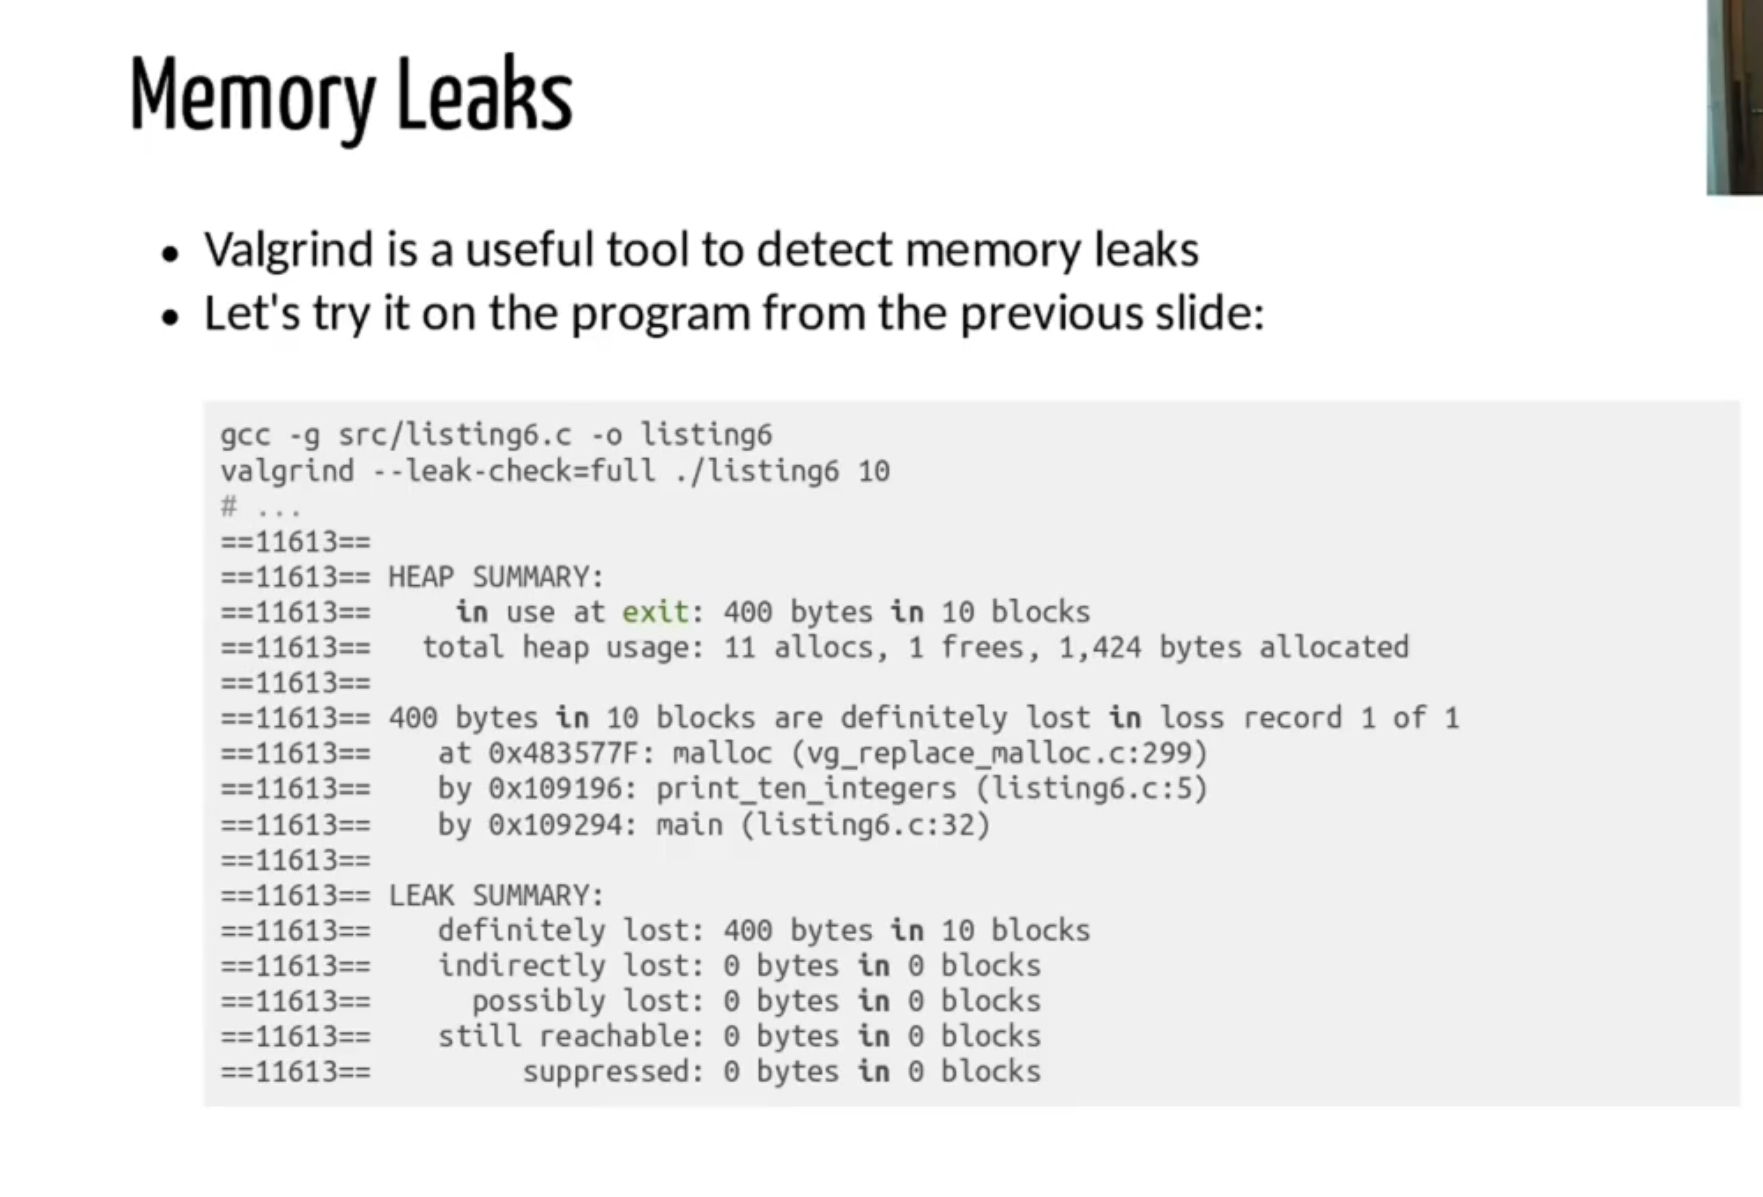 Memory Leaks
• Valgrind is a useful tool to detect memory leaks
• Let's try it on the program from the previous slide:
gcc -g src/listing6.c -o listing6
valgrind --leak-check=full ./listing6 10
# ...
==11613==
==11613== HEAP SUMMARY:
==11613==     in use at exit: 400 bytes in 10 blocks
==11613==   total heap usage: 11 allocs, 1 frees, 1,424 bytes allocated
==11613==
==11613== 400 bytes in 10 blocks are definitely lost in loss record 1 of 1
==11613==    at 0x483577F: malloc (vg_replace_malloc.c:299)
==11613==    by 0x109196: print_ten_integers (listing6.c:5)
==11613==    by 0x109294: main (listing6.c:32)
==11613==
==11613== LEAK SUMMARY:
==11613==    definitely lost: 400 bytes in 10 blocks
==11613==    indirectly lost: 0 bytes in 0 blocks
==11613==      possibly lost: 0 bytes in 0 blocks
==11613==    still reachable: 0 bytes in 0 blocks
==11613==         suppressed: 0 bytes in 0 blocks